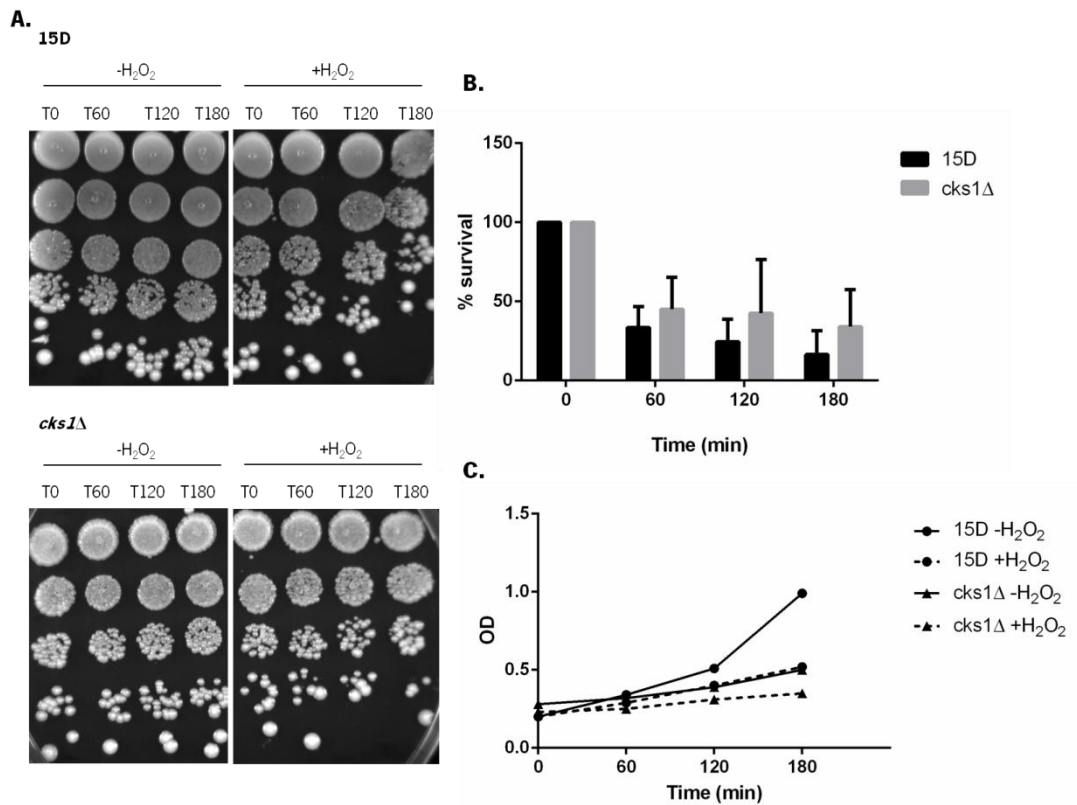 A.
15D
-H₂O₂ +H₂O₂
T0 T60 T120 T180 T0 T60 T120 T180
cks1Δ
-H₂O₂ +H₂O₂
T0 T60 T120 T180 T0 T60 T120 T180
B.
150
100
50
0
% survival
0 60 120 180
Time (min)
15D
cks1Δ
C.
1.5
1.0
0.5
0.0
OD
0 60 120 180
Time (min)
15D -H₂O₂
15D +H₂O₂
cks1Δ -H₂O₂
cks1Δ +H₂O₂